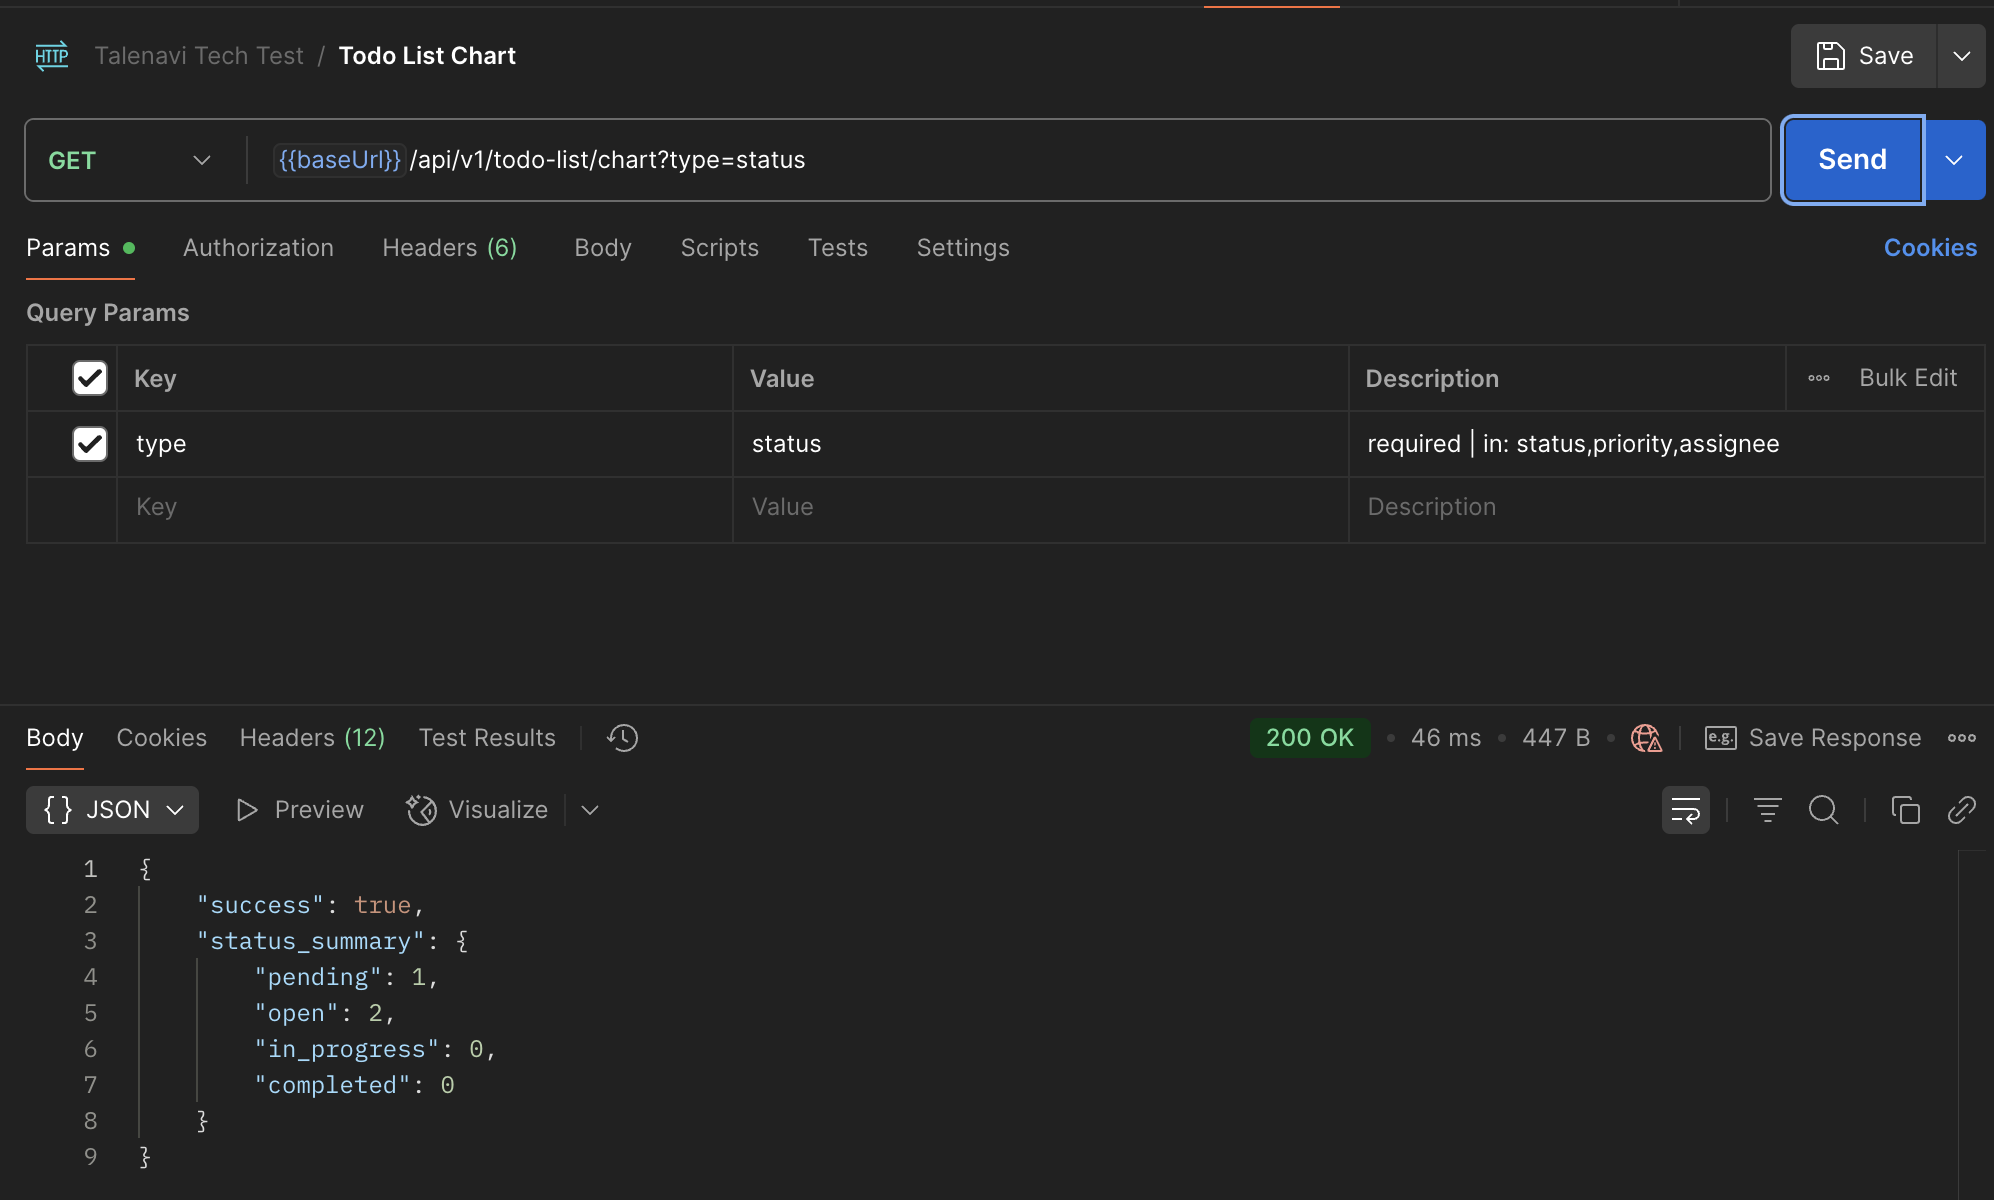 HTTP Talenavi Tech Test / Todo List Chart Save
GET {{baseUrl}} /api/v1/todo-list/chart?type=status Send
Params Authorization Headers (6) Body Scripts Tests Settings Cookies
Query Params
Key Value Description Bulk Edit
type status required | in: status,priority,assignee
Key Value Description
Body Cookies Headers (12) Test Results 200 OK • 46 ms • 447 B • e.g. Save Response
{ } JSON Preview Visualize
1 {
2 "success": true,
3 "status_summary": {
4 "pending": 1,
5 "open": 2,
6 "in_progress": 0,
7 "completed": 0
8 }
9 }